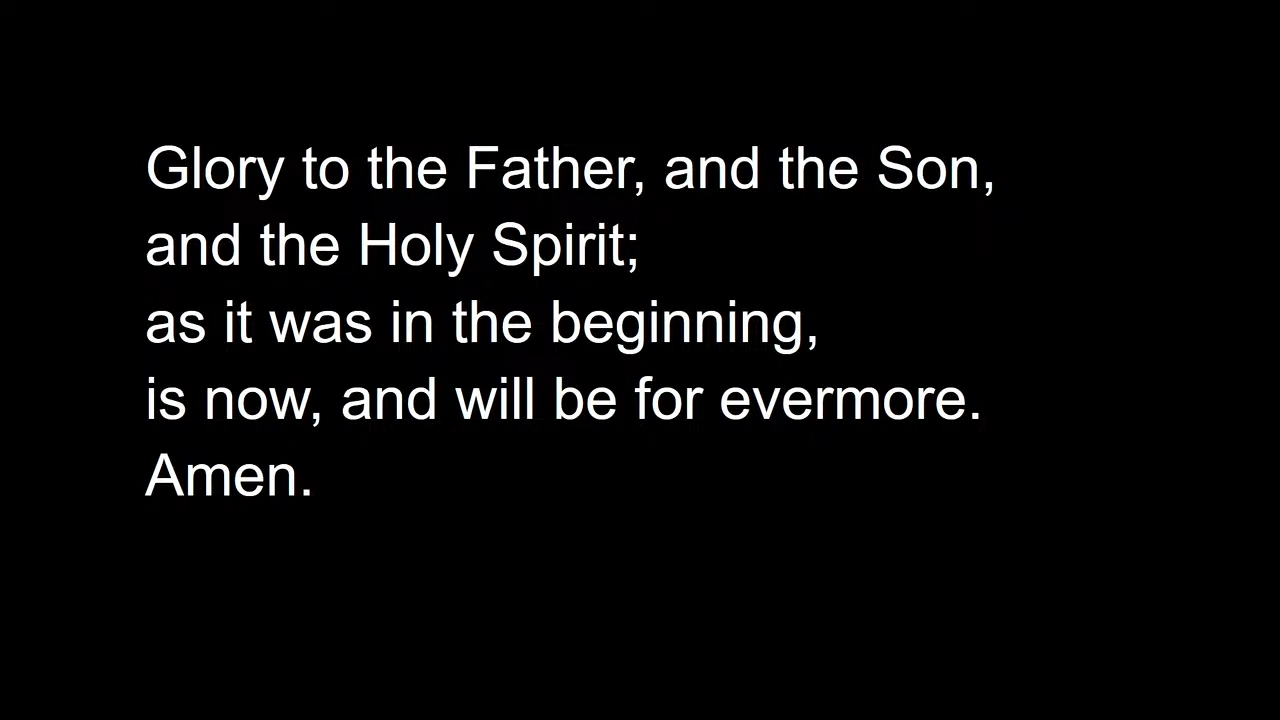 Glory to the Father, and the Son,
and the Holy Spirit;
as it was in the beginning,
is now, and will be for evermore.
Amen.